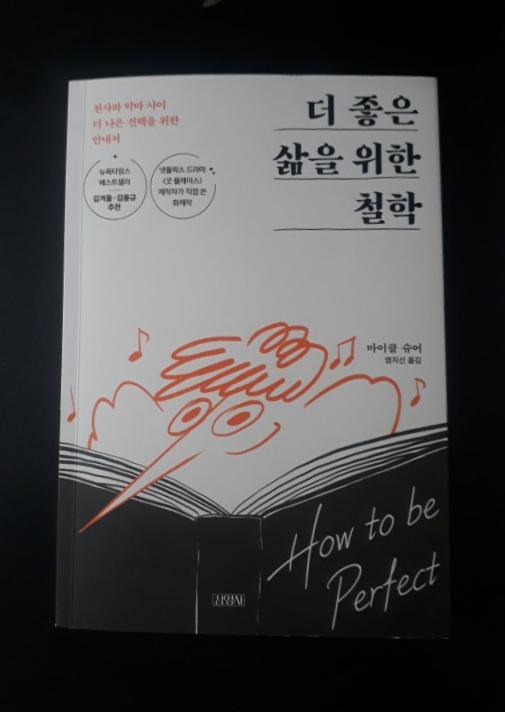 천사와 악마 사이
더 나은 선택을 위한
안내서
뉴욕타임스
베스트셀러
김겨울·김용규
추천
넷플릭스 드라마
〈굿 플레이스〉
제작자가 직접 쓴
화제작
더 좋은
삶을 위한
철학
마이클 슈어
염지선 옮김
How to be
Perfect
김영사